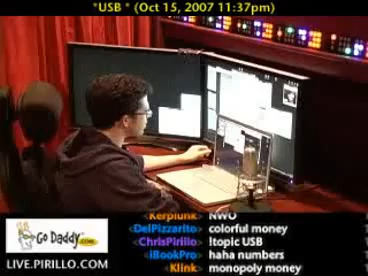 *USB * (Oct 15, 2007 11:37pm)
Kerplunk> NWO
<DelPizzarito> colorful money
<ChrisPirillo> !topic USB
<iBookPro> haha numbers
Klink> monopoly money
Go Daddy.com
LIVE.PIRILLO.COM